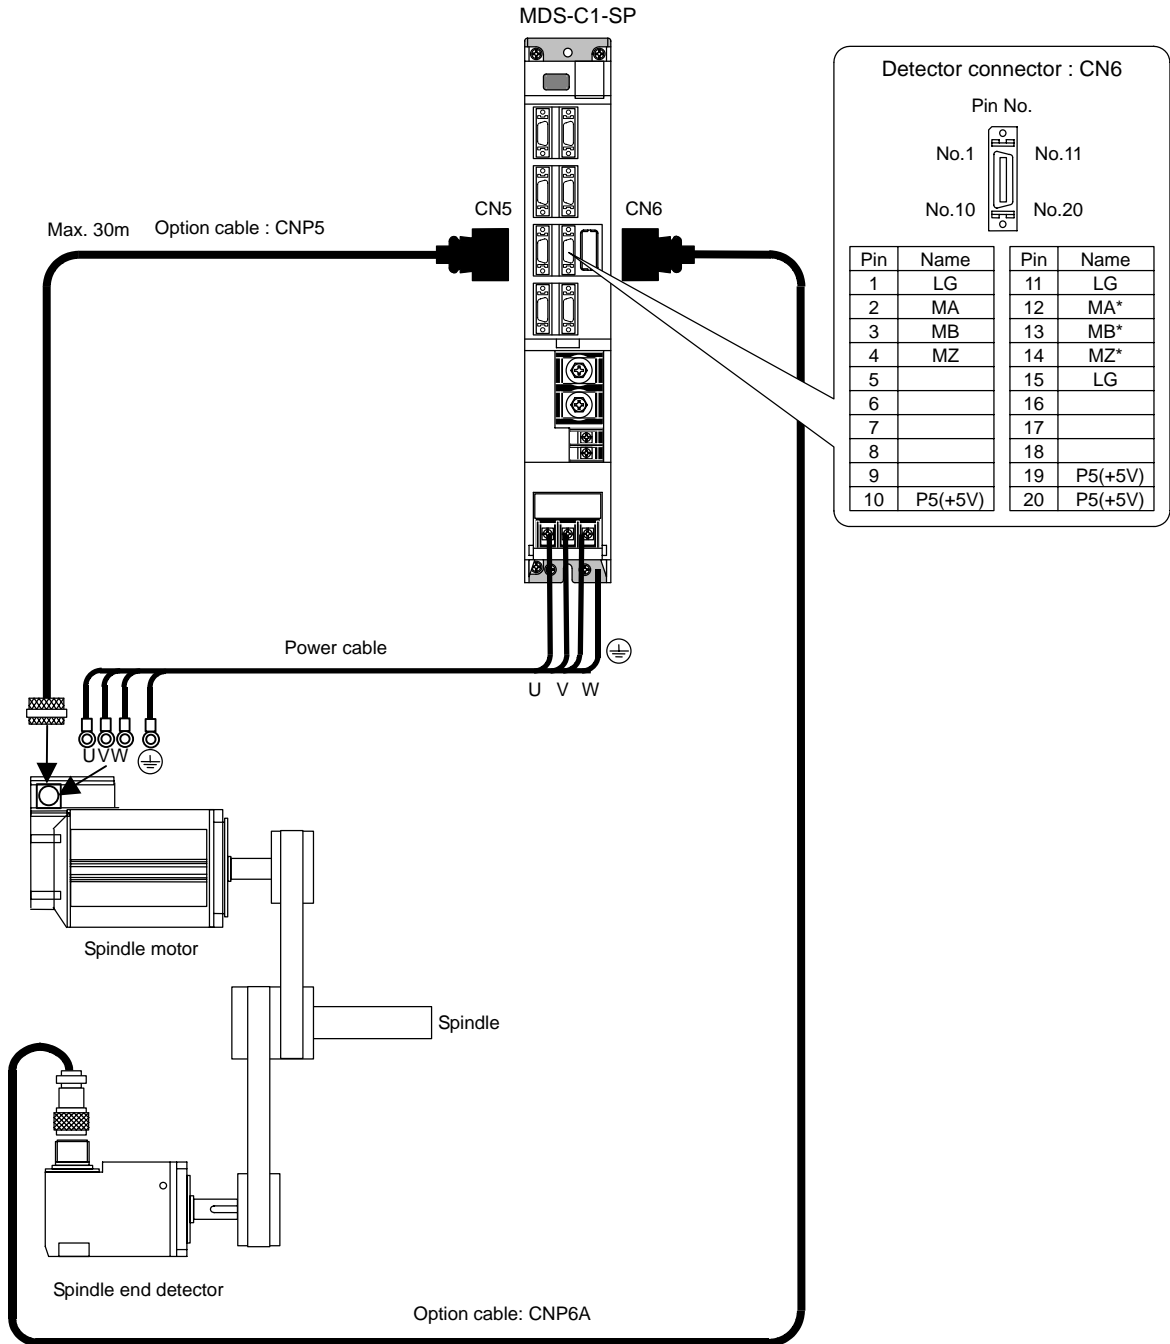 MDS-C1-SP
Detector connector : CN6
Pin No.
No.1 No.11
No.10 No.20
CN5 CN6
Max. 30m Option cable : CNP5
Pin Name Pin Name
1 LG 11 LG
2 MA 12 MA*
3 MB 13 MB*
4 MZ 14 MZ*
5 15 LG
6 16
7 17
8 18
9 19 P5(+5V)
10 P5(+5V) 20 P5(+5V)
Power cable
U V W
U V W
Spindle motor
Spindle
Spindle end detector
Option cable: CNP6A